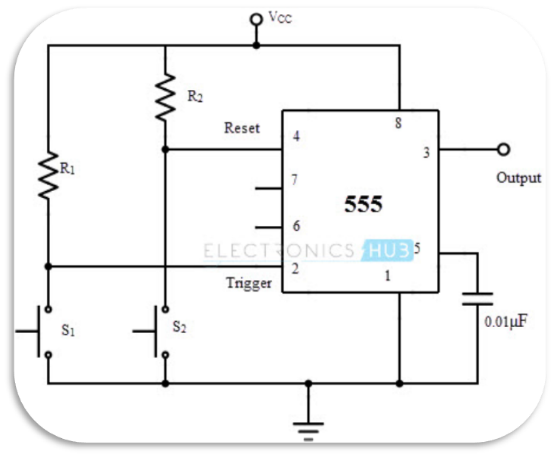 Vcc
R2
Reset
4
8
3
R1
7
555
Output
6
ELECTRONICS HUB
5
2
1
Trigger
S1
S2
0.01µF